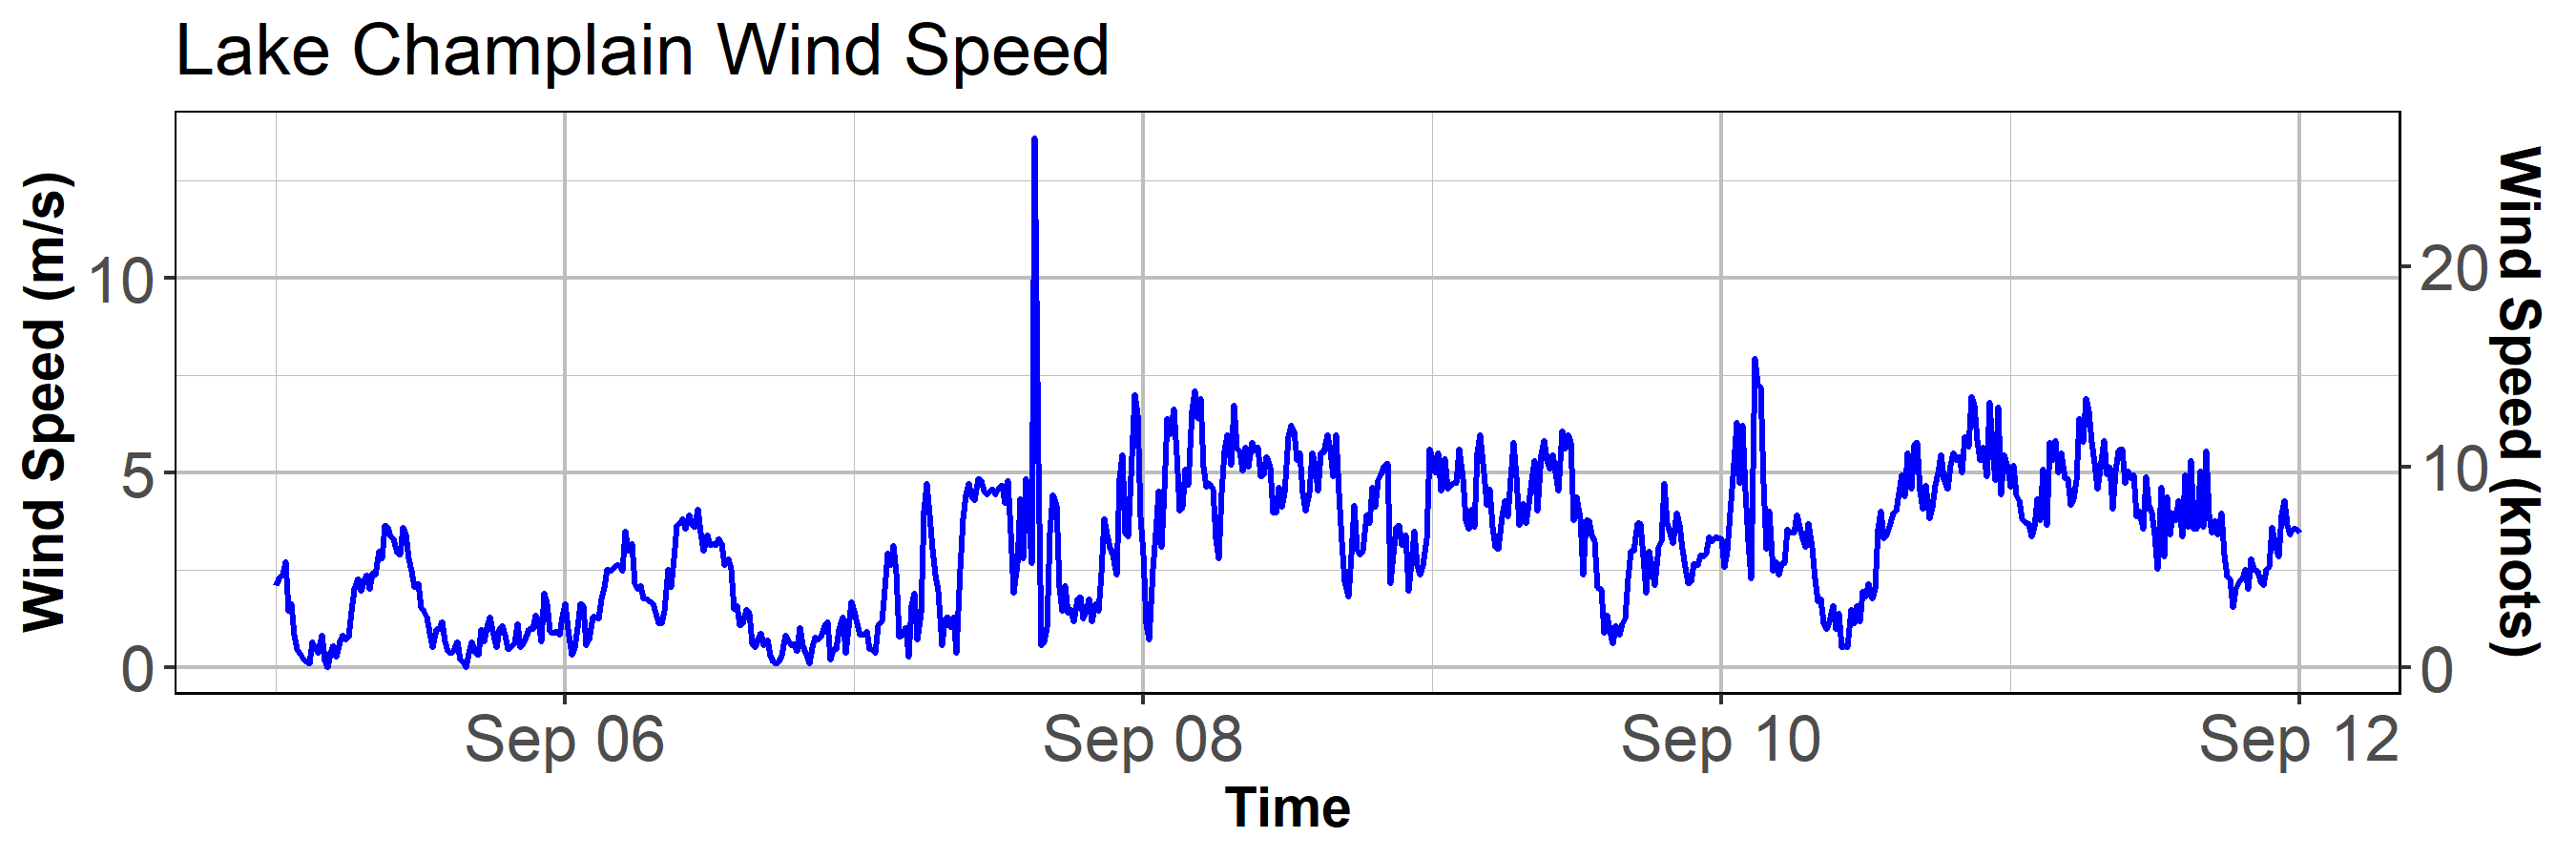 Lake Champlain Wind Speed
Wind Speed (m/s)
10
5
0
20
10
0
Wind Speed (knots)
Sep 06 Sep 08 Sep 10 Sep 12
Time